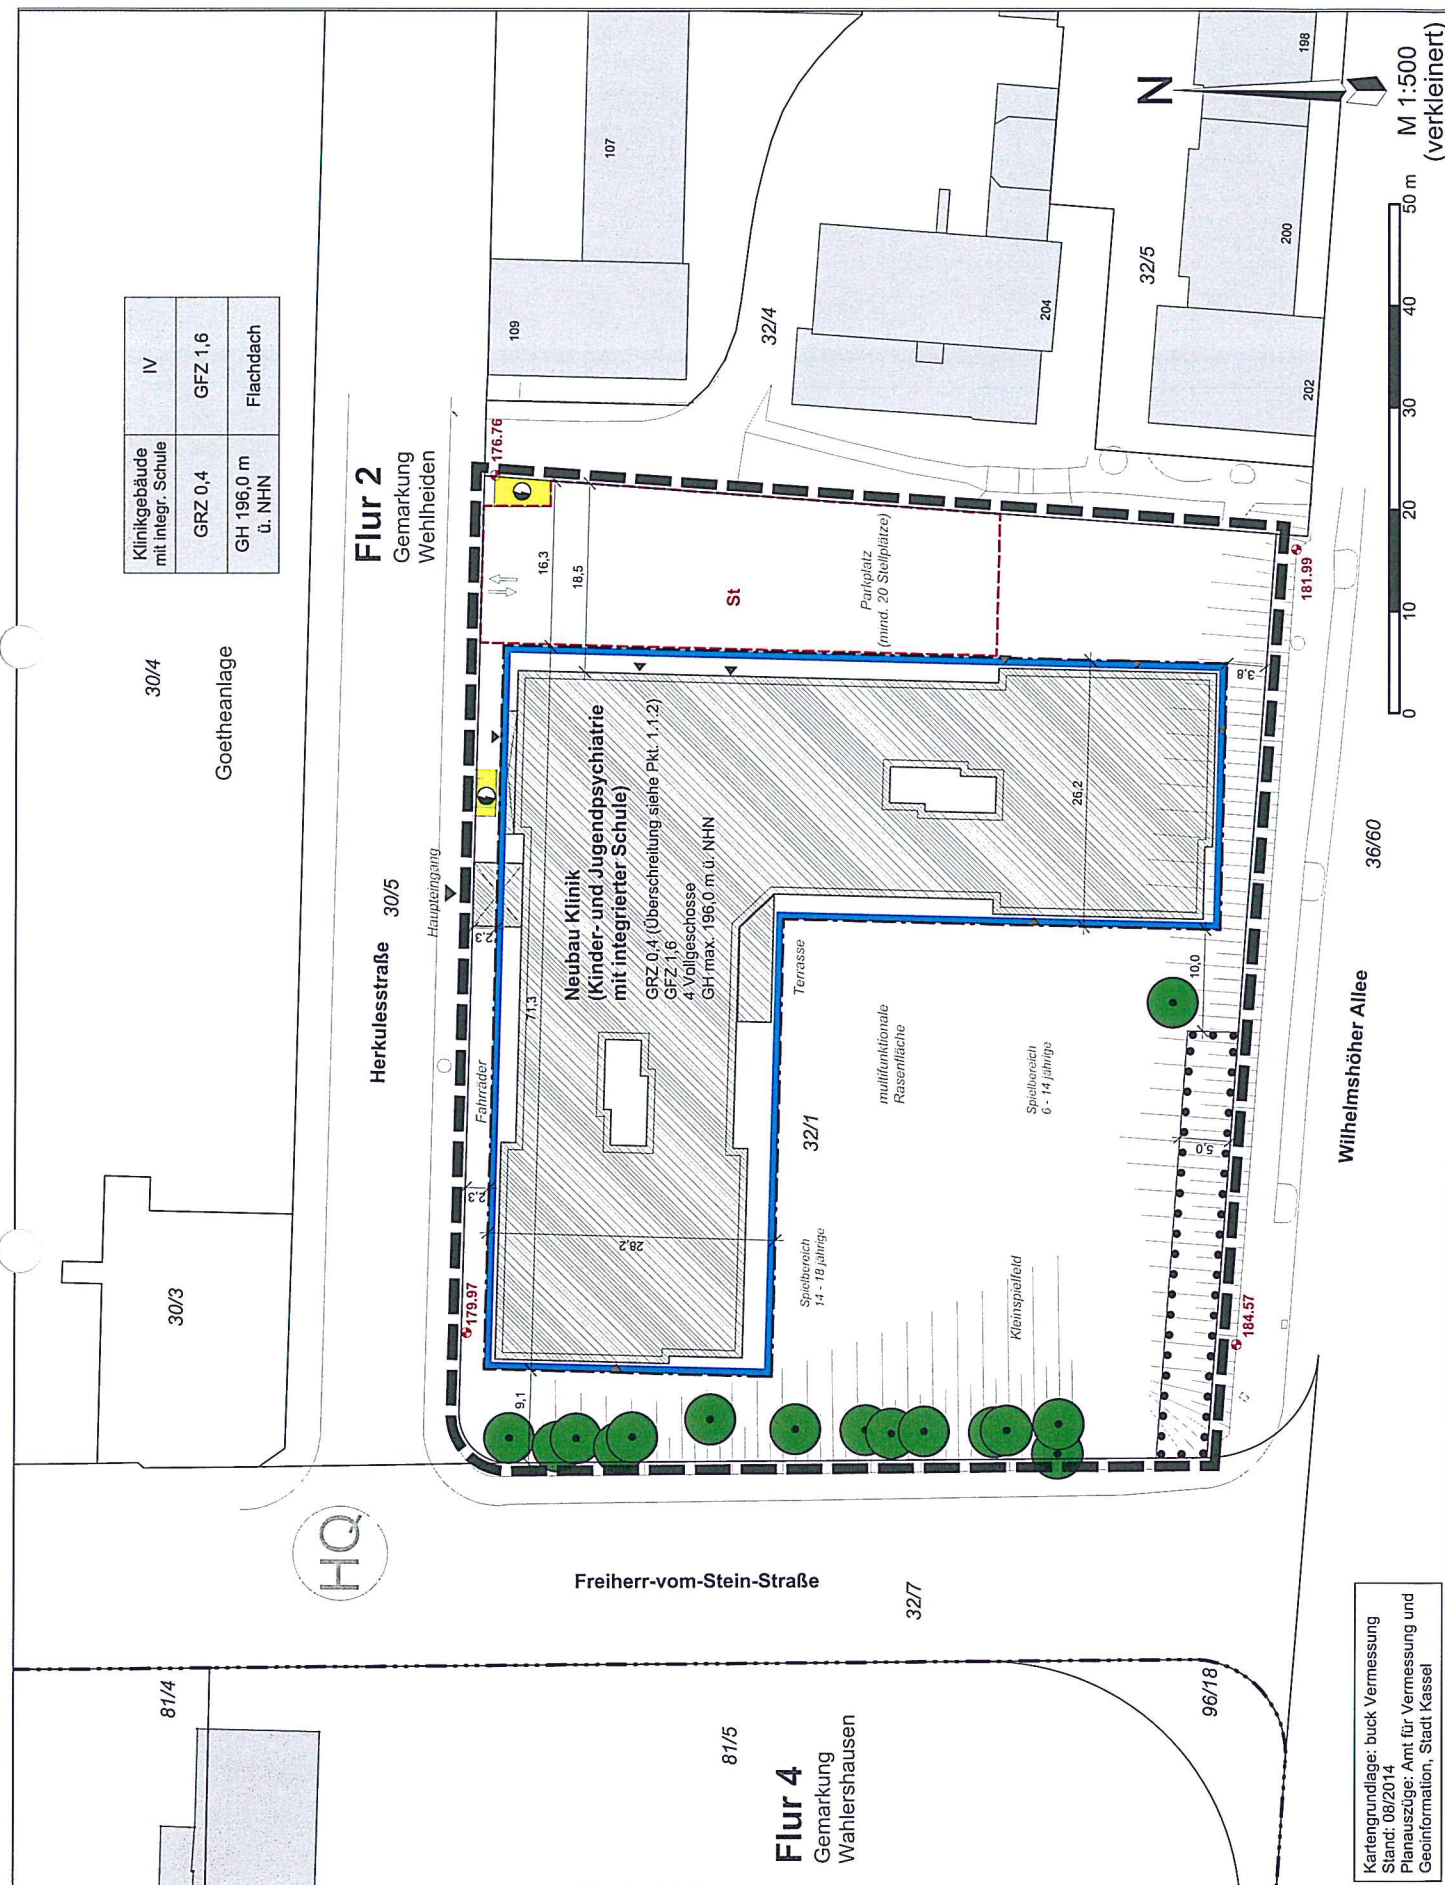 Klinikgebäude
mit integr. Schule
IV
GRZ 0,4
GFZ 1,6
GH 196,0 m
ü. NHN
Flachdach
30/4
Goetheanlage
30/3
Flur 2
Gemarkung
Wehlheiden
Herkulesstraße
30/5
Haupteingang
Fahrräder
107
109
32/4
204
32/5
198
200
202
176.76
16,3
18,5
St
Parkplatz
(mind. 20 Stellplätze)
181.99
3,8
Neubau Klinik
(Kinder- und Jugendpsychiatrie
mit integrierter Schule)
GRZ 0,4 (Überschreitung siehe Pkt. 1.1.2)
GFZ 1,6
4 Vollgeschosse
GH max. 196,0 m ü. NHN
71,3
2,3
2,3
28,2
26,2
10,0
5,0
9,1
179.97
184.57
Terrasse
32/1
multifunktionale
Rasenfläche
Spielbereich
6 - 14 jährige
Spielbereich
14 - 18 jährige
Kleinspielfeld
Wilhelmshöher Allee
36/60
HQ
Freiherr-vom-Stein-Straße
32/7
81/4
81/5
96/18
Flur 4
Gemarkung
Wahlershausen
N
M 1:500
(verkleinert)
0
10
20
30
40
50 m
Kartengrundlage: buck Vermessung
Stand: 08/2014
Planauszüge: Amt für Vermessung und
Geoinformation, Stadt Kassel